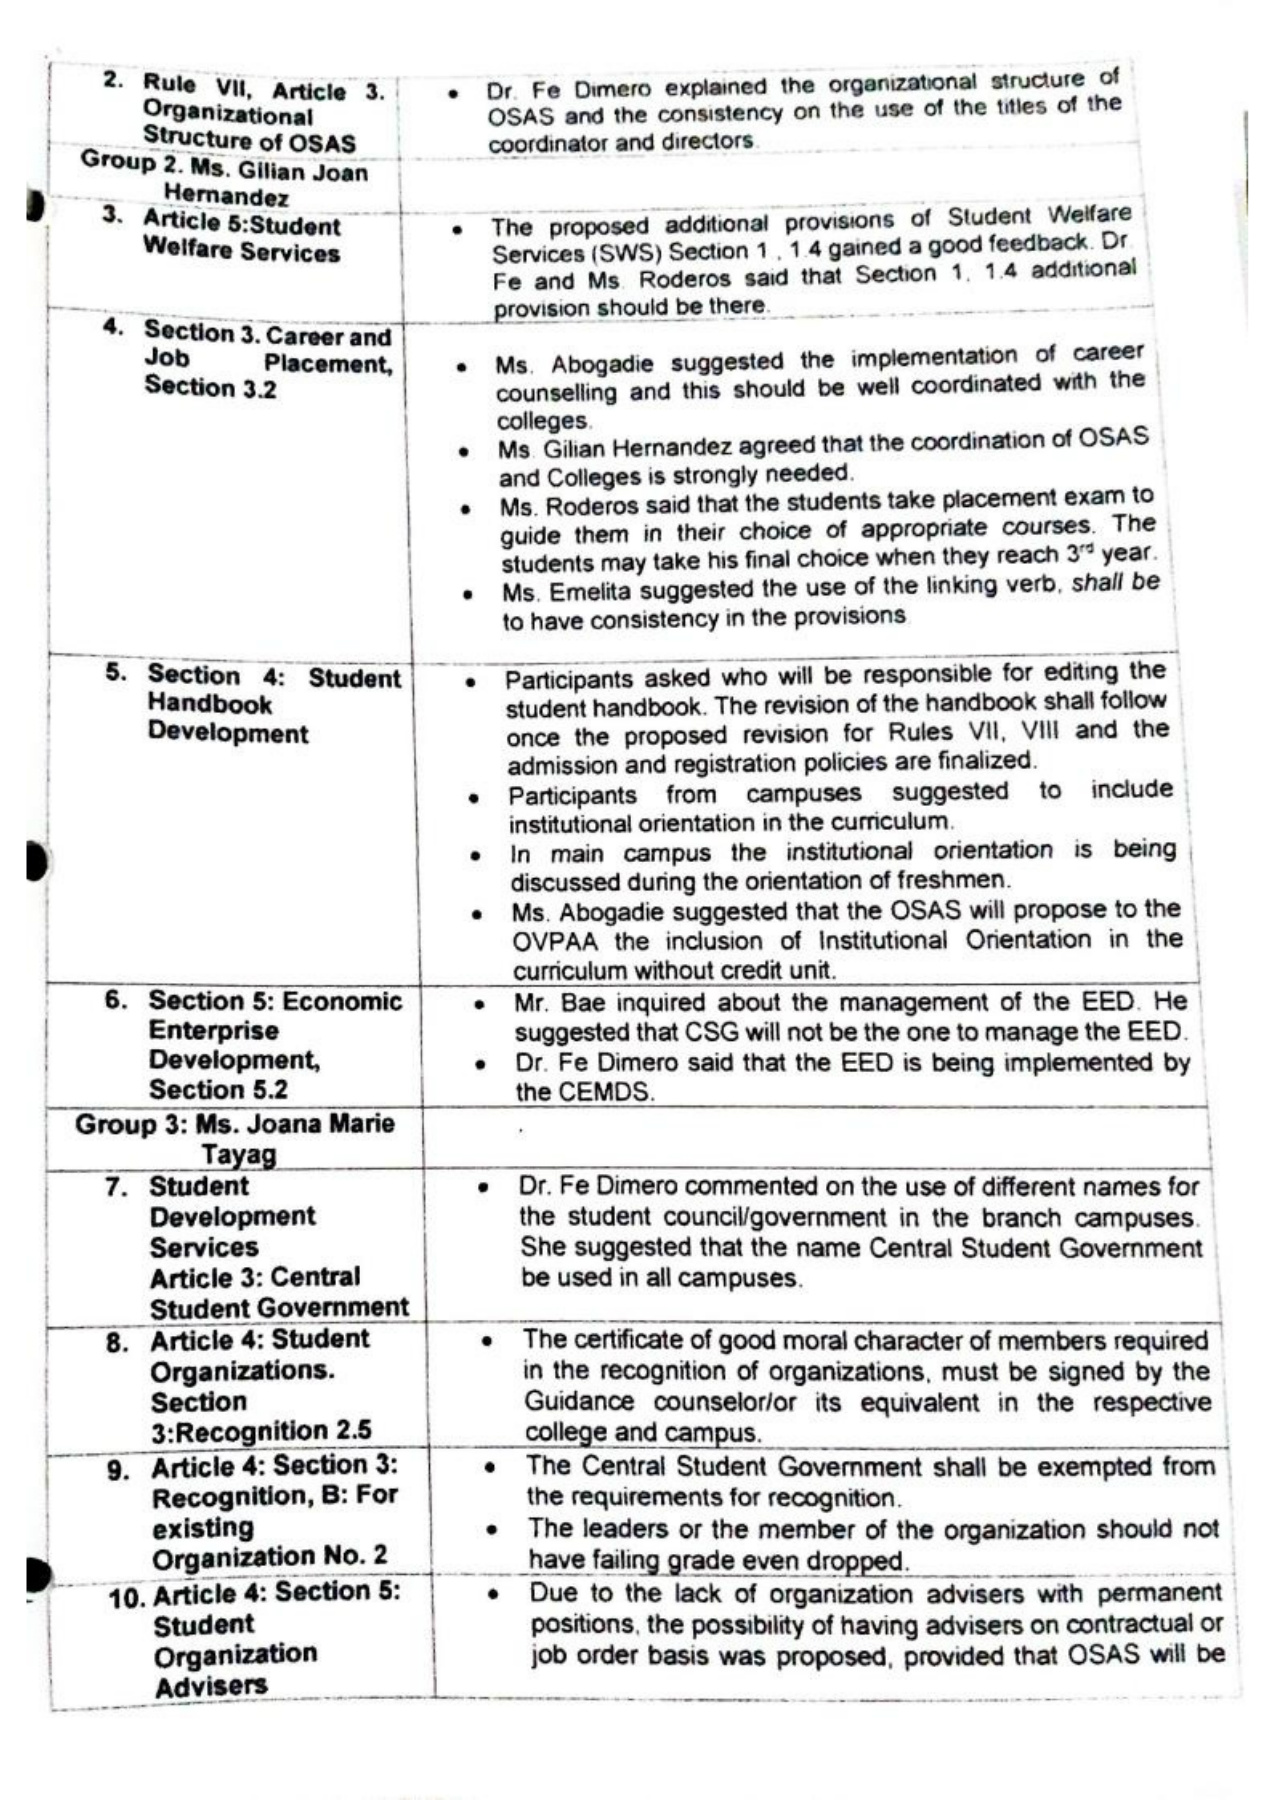 2. Rule VII, Article 3.
Organizational
Structure of OSAS
• Dr. Fe Dimero explained the organizational structure of
OSAS and the consistency on the use of the titles of the
coordinator and directors.
Group 2. Ms. Gilian Joan
Hernandez
3. Article 5:Student
Welfare Services
• The proposed additional provisions of Student Welfare
Services (SWS) Section 1, 1.4 gained a good feedback. Dr.
Fe and Ms. Roderos said that Section 1, 1.4 additional
provision should be there.
4. Section 3. Career and
Job Placement,
Section 3.2
• Ms. Abogadie suggested the implementation of career
counselling and this should be well coordinated with the
colleges.
• Ms. Gilian Hernandez agreed that the coordination of OSAS
and Colleges is strongly needed.
• Ms. Roderos said that the students take placement exam to
guide them in their choice of appropriate courses. The
students may take his final choice when they reach 3rd year.
• Ms. Emelita suggested the use of the linking verb, shall be
to have consistency in the provisions
5. Section 4: Student
Handbook
Development
• Participants asked who will be responsible for editing the
student handbook. The revision of the handbook shall follow
once the proposed revision for Rules VII, VIII and the
admission and registration policies are finalized.
• Participants from campuses suggested to include
institutional orientation in the curriculum.
• In main campus the institutional orientation is being
discussed during the orientation of freshmen.
• Ms. Abogadie suggested that the OSAS will propose to the
OVPAA the inclusion of Institutional Orientation in the
curriculum without credit unit.
6. Section 5: Economic
Enterprise
Development,
Section 5.2
• Mr. Bae inquired about the management of the EED. He
suggested that CSG will not be the one to manage the EED.
• Dr. Fe Dimero said that the EED is being implemented by
the CEMDS.
Group 3: Ms. Joana Marie
Tayag
7. Student
Development
Services
Article 3: Central
Student Government
• Dr. Fe Dimero commented on the use of different names for
the student council/government in the branch campuses.
She suggested that the name Central Student Government
be used in all campuses.
8. Article 4: Student
Organizations.
Section
3:Recognition 2.5
• The certificate of good moral character of members required
in the recognition of organizations, must be signed by the
Guidance counselor/or its equivalent in the respective
college and campus.
9. Article 4: Section 3:
Recognition, B: For
existing
Organization No. 2
• The Central Student Government shall be exempted from
the requirements for recognition.
• The leaders or the member of the organization should not
have failing grade even dropped.
10. Article 4: Section 5:
Student
Organization
Advisers
• Due to the lack of organization advisers with permanent
positions, the possibility of having advisers on contractual or
job order basis was proposed, provided that OSAS will be